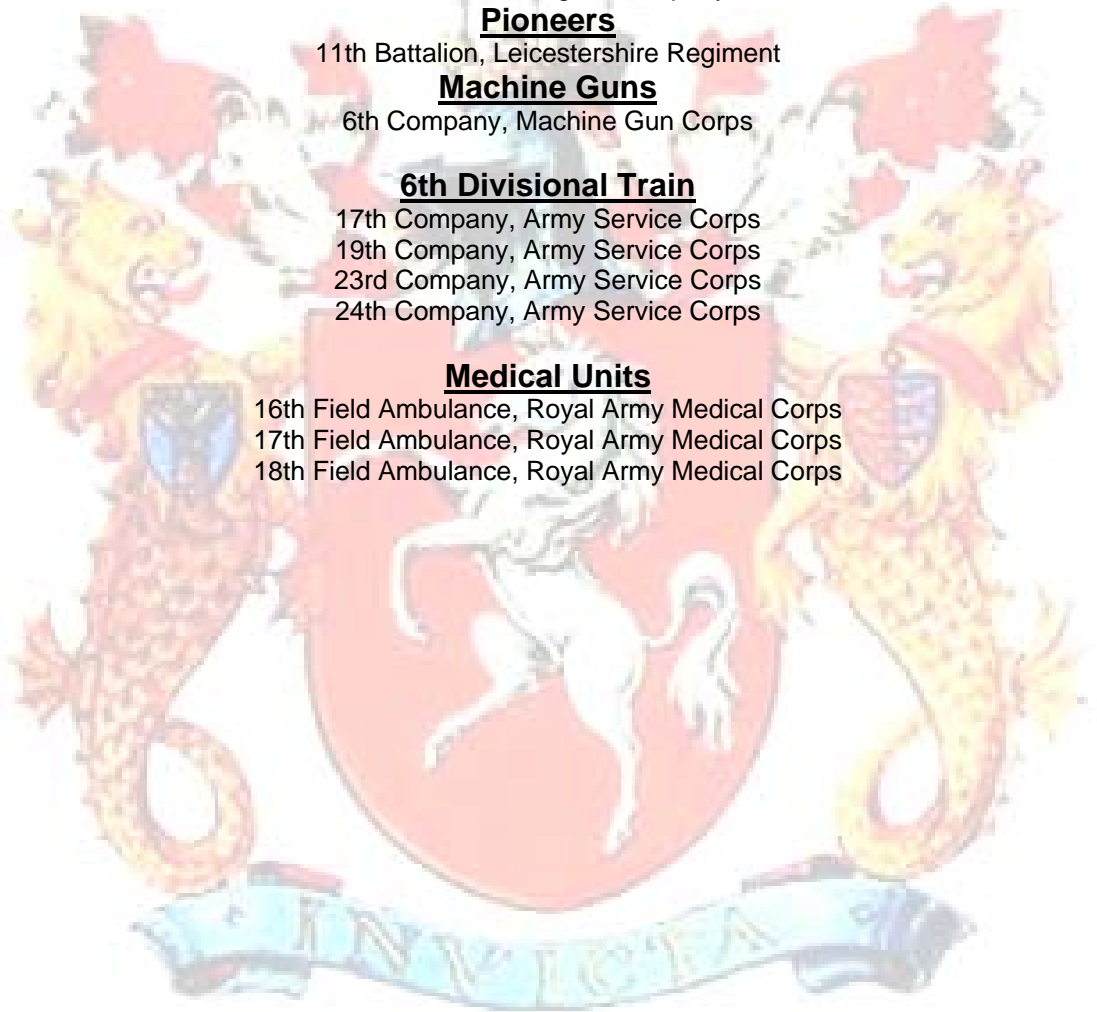 Pioneers
11th Battalion, Leicestershire Regiment
Machine Guns
6th Company, Machine Gun Corps
6th Divisional Train
17th Company, Army Service Corps
19th Company, Army Service Corps
23rd Company, Army Service Corps
24th Company, Army Service Corps
Medical Units
16th Field Ambulance, Royal Army Medical Corps
17th Field Ambulance, Royal Army Medical Corps
18th Field Ambulance, Royal Army Medical Corps
INVICTA